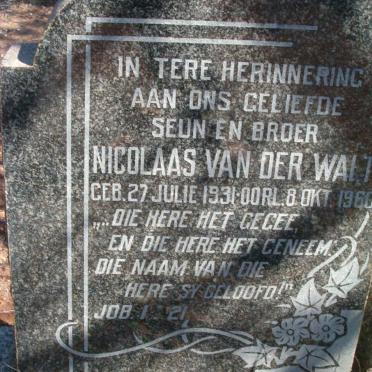 IN TERE HERINNERING
AAN ONS GELIEFDE
SEUN EN BROER
NICOLAAS VAN DER WALT
GEB. 27 JULIE 1931-OORL. 8 OKT. 1960
„...DIE HERE HET GEGEE,
EN DIE HERE HET GENEEM;
DIE NAAM VAN DIE
HERE SY GELOOFD!"
JOB. 1 21